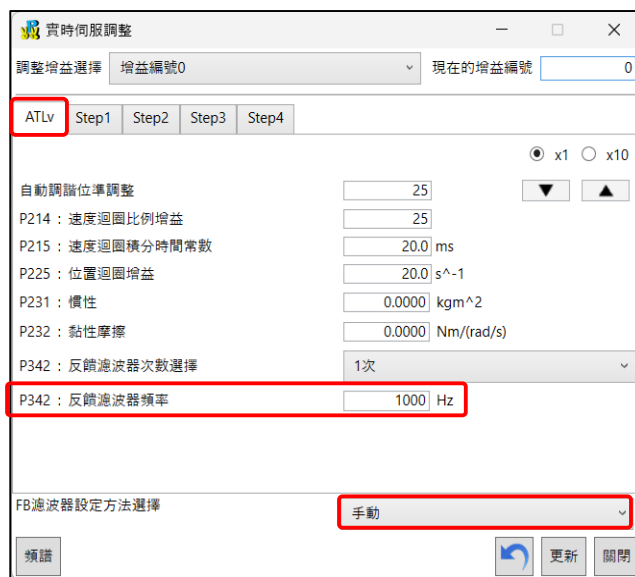 實時伺服調整
調整增益選擇 增益編號0 現在的增益編號 0
ATLv Step1 Step2 Step3 Step4
x1 x10
自動調諧位準調整 25 ▼ ▲
P214 : 速度迴圈比例增益 25
P215 : 速度迴圈積分時間常數 20.0 ms
P225 : 位置迴圈增益 20.0 s^-1
P231 : 慣性 0.0000 kgm^2
P232 : 黏性摩擦 0.0000 Nm/(rad/s)
P342 : 反饋濾波器次數選擇 1次
P342 : 反饋濾波器頻率 1000 Hz
FB濾波器設定方法選擇 手動
頻譜 更新 關閉